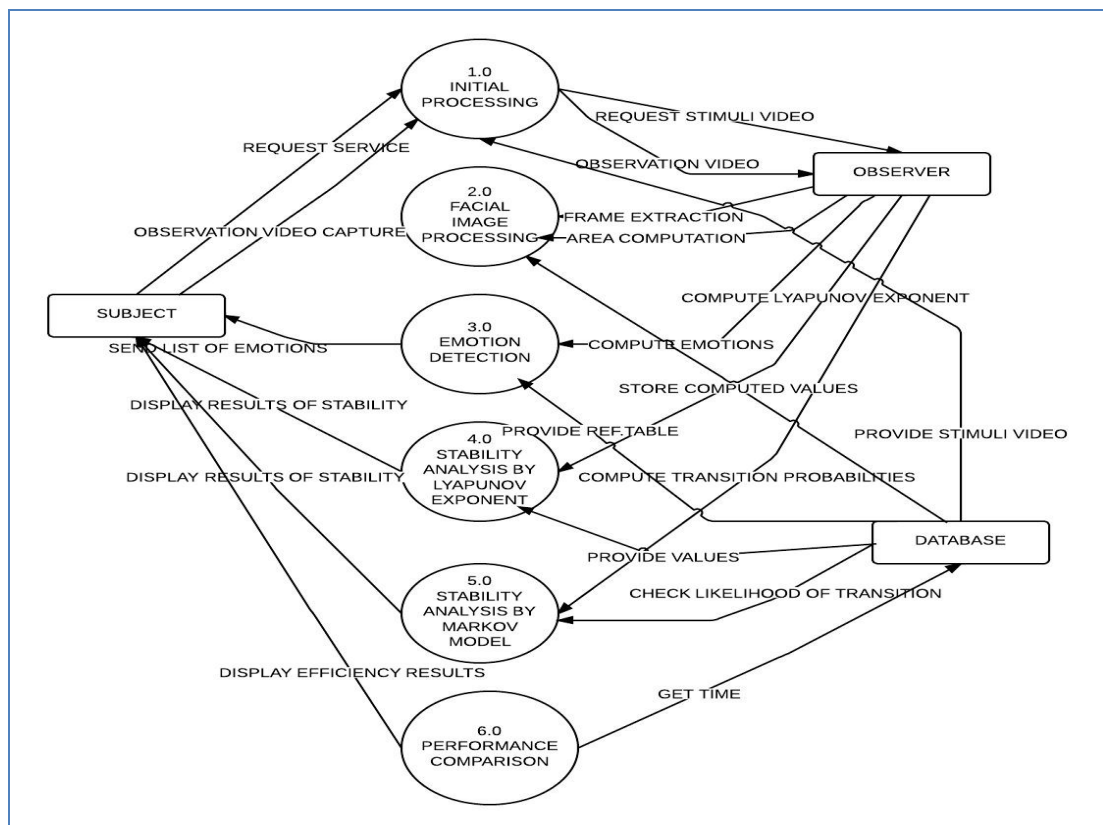 1.0
INITIAL
PROCESSING
REQUEST STIMULI VIDEO
REQUEST SERVICE
OBSERVATION VIDEO
OBSERVER
2.0
FACIAL
IMAGE
PROCESSING
FRAME EXTRACTION
OBSERVATION VIDEO CAPTURE
AREA COMPUTATION
COMPUTE LYAPUNOV EXPONENT
SUBJECT
3.0
EMOTION
DETECTION
SEND LIST OF EMOTIONS
COMPUTE EMOTIONS
STORE COMPUTED VALUES
DISPLAY RESULTS OF STABILITY
PROVIDE REF.TABLE
PROVIDE STIMULI VIDEO
4.0
STABILITY
ANALYSIS BY
LYAPUNOV
EXPONENT
DISPLAY RESULTS OF STABILITY
COMPUTE TRANSITION PROBABILITIES
DATABASE
PROVIDE VALUES
5.0
STABILITY
ANALYSIS BY
MARKOV
MODEL
CHECK LIKELIHOOD OF TRANSITION
DISPLAY EFFICIENCY RESULTS
GET TIME
6.0
PERFORMANCE
COMPARISON